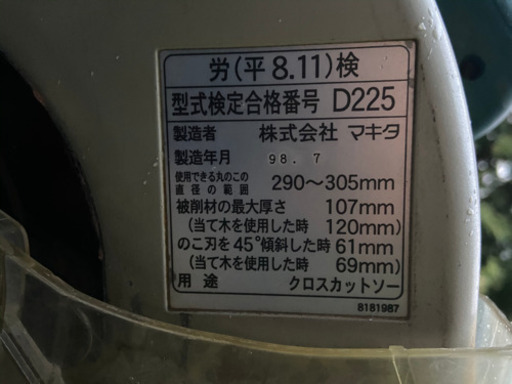 労(平8.11)検
型式検定合格番号 D225
製造者 株式会社 マキタ
製造年月 98. 7
使用できる丸のこの直径の範囲 290～305mm
被削材の最大厚さ 107mm
(当て木を使用した時 120mm)
のこ刃を45°傾斜した時 61mm
(当て木を使用した時 69mm)
用途 クロスカットソー
8181987